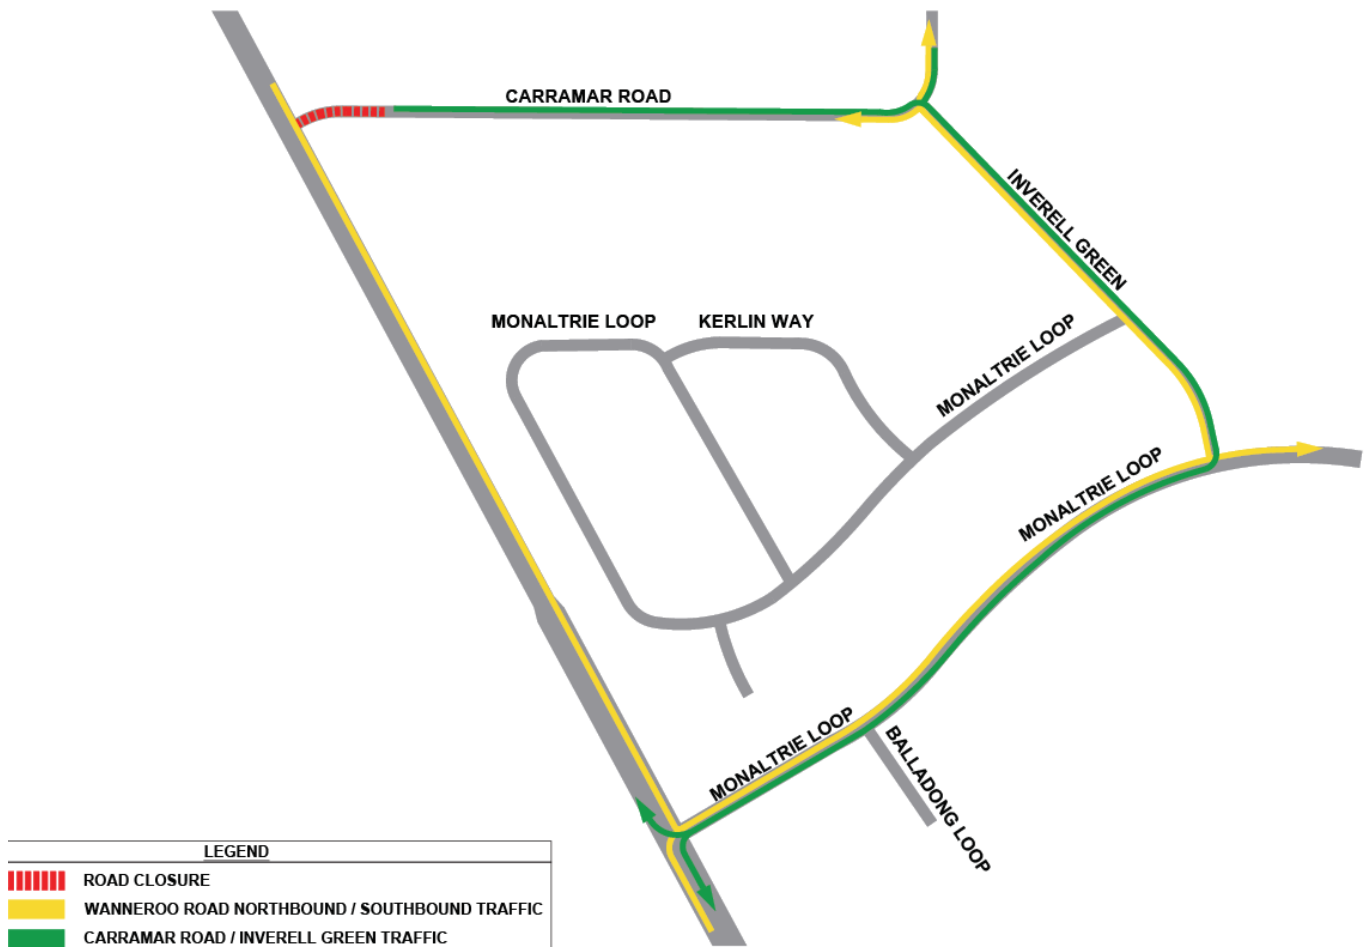 CARRAMAR ROAD
INVERELL GREEN
MONALTRIE LOOP
KERLIN WAY
MONALTRIE LOOP
MONALTRIE LOOP
MONALTRIE LOOP
BALLADONG LOOP
LEGEND
ROAD CLOSURE
WANNEROO ROAD NORTHBOUND / SOUTHBOUND TRAFFIC
CARRAMAR ROAD / INVERELL GREEN TRAFFIC